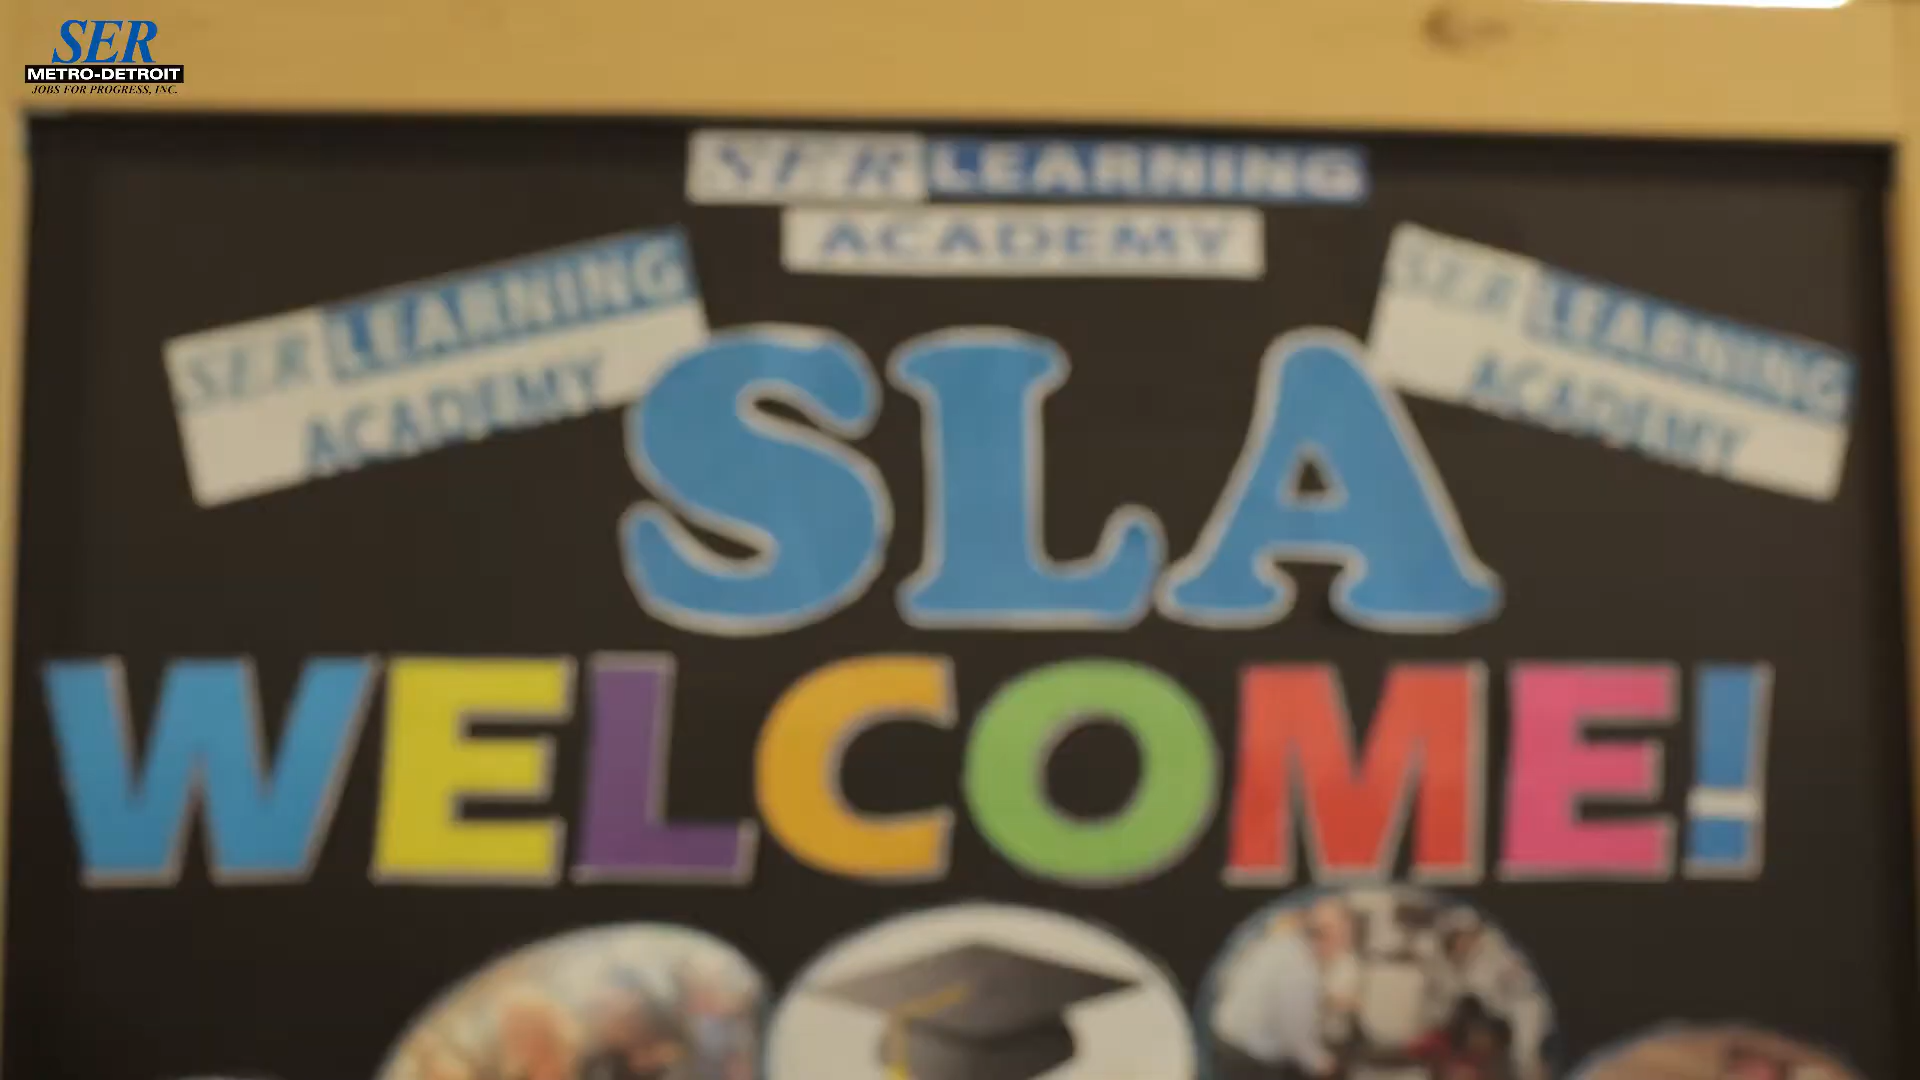 SER
METRO-DETROIT
JOBS FOR PROGRESS, INC.
SER LEARNING
ACADEMY
SER LEARNING
ACADEMY
SER LEARNING
ACADEMY
SLA
WELCOME!